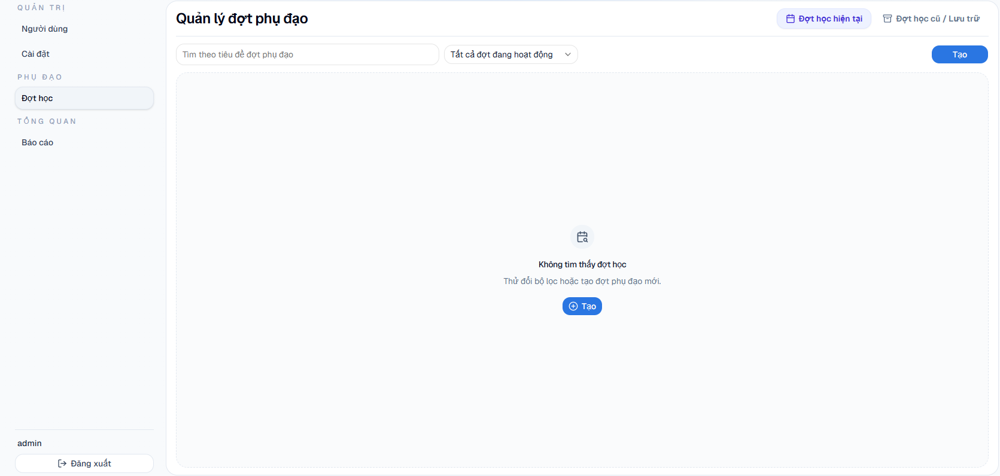 QUẢN TRỊ
Người dùng
Cài đặt
PHỤ ĐẠO
Đợt học
TỔNG QUAN
Báo cáo
admin
Đăng xuất
Quản lý đợt phụ đạo
Đợt học hiện tại
Đợt học cũ / Lưu trữ
Tìm theo tiêu đề đợt phụ đạo
Tất cả đợt đang hoạt động
Tạo
Không tìm thấy đợt học
Thử đổi bộ lọc hoặc tạo đợt phụ đạo mới.
Tạo